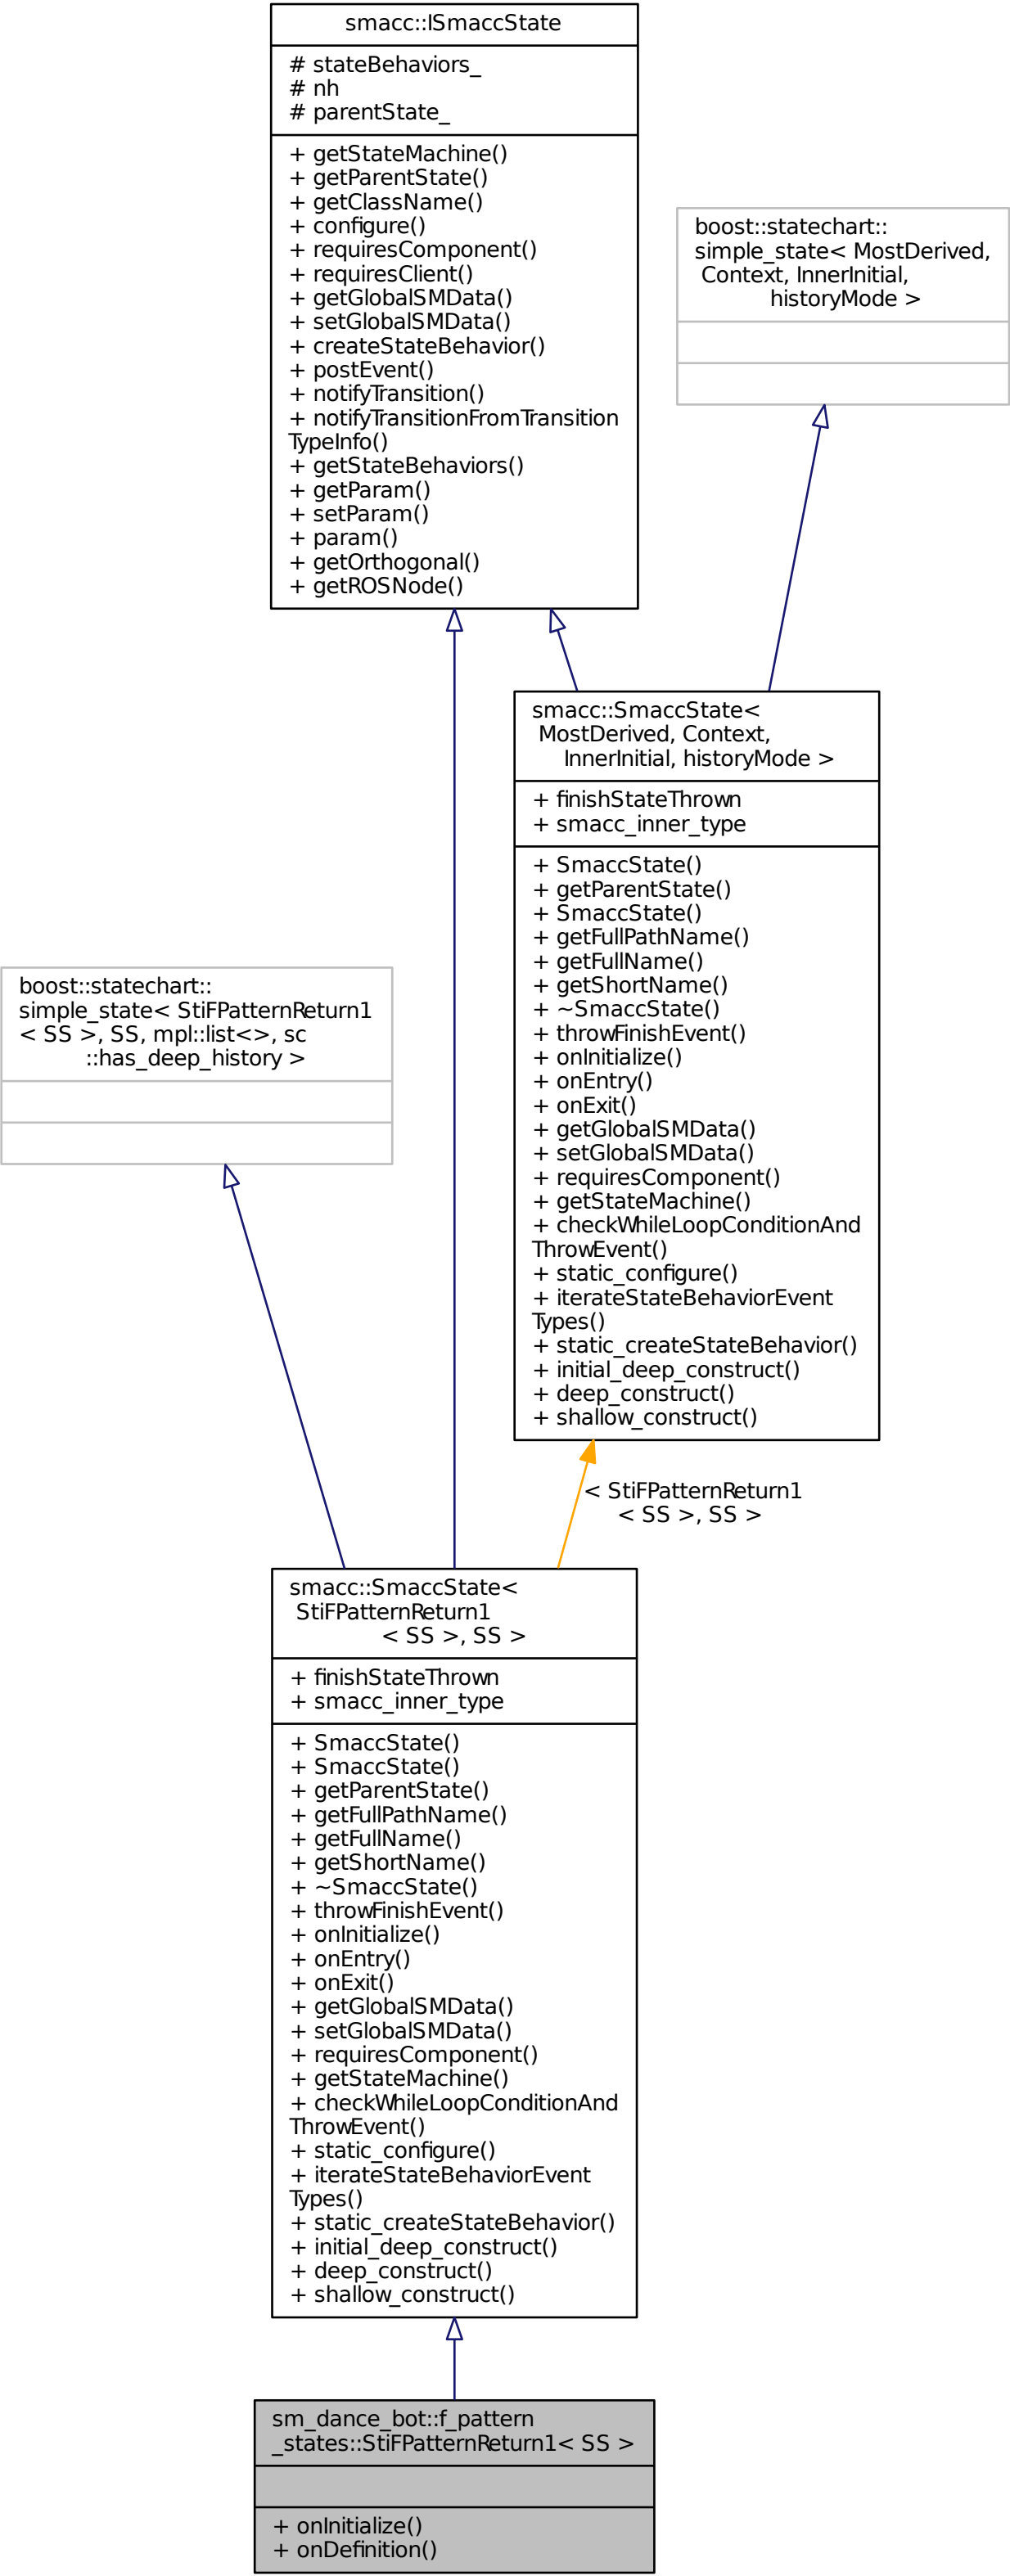 smacc::ISmaccState
# stateBehaviors_
# nh
# parentState_
+ getStateMachine()
+ getParentState()
+ getClassName()
+ configure()
+ requiresComponent()
+ requiresClient()
+ getGlobalSMData()
+ setGlobalSMData()
+ createStateBehavior()
+ postEvent()
+ notifyTransition()
+ notifyTransitionFromTransition
TypeInfo()
+ getStateBehaviors()
+ getParam()
+ setParam()
+ param()
+ getOrthogonal()
+ getROSNode()
boost::statechart::
simple_state< MostDerived,
Context, InnerInitial,
historyMode >
smacc::SmaccState<
MostDerived, Context,
InnerInitial, historyMode >
+ finishStateThrown
+ smacc_inner_type
+ SmaccState()
+ getParentState()
+ SmaccState()
+ getFullPathName()
+ getFullName()
+ getShortName()
+ ~SmaccState()
+ throwFinishEvent()
+ onInitialize()
+ onEntry()
+ onExit()
+ getGlobalSMData()
+ setGlobalSMData()
+ requiresComponent()
+ getStateMachine()
+ checkWhileLoopConditionAnd
ThrowEvent()
+ static_configure()
+ iterateStateBehaviorEvent
Types()
+ static_createStateBehavior()
+ initial_deep_construct()
+ deep_construct()
+ shallow_construct()
boost::statechart::
simple_state< StiFPatternReturn1
< SS >, SS, mpl::list<>, sc
::has_deep_history >
< StiFPatternReturn1
< SS >, SS >
smacc::SmaccState<
StiFPatternReturn1
< SS >, SS >
+ finishStateThrown
+ smacc_inner_type
+ SmaccState()
+ SmaccState()
+ getParentState()
+ getFullPathName()
+ getFullName()
+ getShortName()
+ ~SmaccState()
+ throwFinishEvent()
+ onInitialize()
+ onEntry()
+ onExit()
+ getGlobalSMData()
+ setGlobalSMData()
+ requiresComponent()
+ getStateMachine()
+ checkWhileLoopConditionAnd
ThrowEvent()
+ static_configure()
+ iterateStateBehaviorEvent
Types()
+ static_createStateBehavior()
+ initial_deep_construct()
+ deep_construct()
+ shallow_construct()
sm_dance_bot::f_pattern
_states::StiFPatternReturn1< SS >
+ onInitialize()
+ onDefinition()